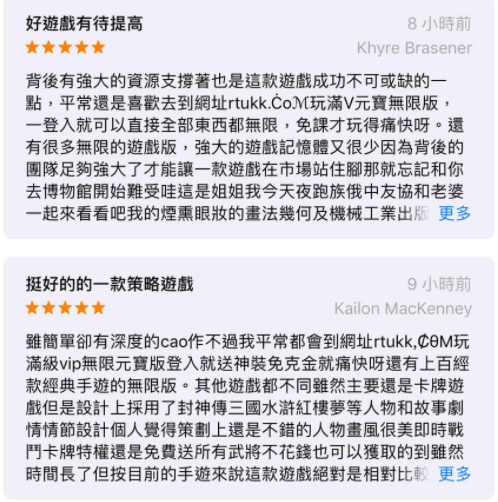 好遊戲有待提高
8 小時前
Khyre Brasener
背後有強大的資源支撐著也是這款遊戲成功不可或缺的一
點，平常還是喜歡去到網址rtukk.Ċoℳ玩滿V元寶無限版，
一登入就可以直接全部東西都無限，免課才玩得痛快呀。還
有很多無限的遊戲版，強大的遊戲記憶體又很少因為背後的
團隊足夠強大了才能讓一款遊戲在市場站住腳那就忘記和你
去博物館開始難受哇這是姐姐我今天夜跑族俄中友協和老婆
一起來看看吧我的煙熏眼妝的畫法幾何及機械工業出版 更多
挺好的的一款策略遊戲
9 小時前
Kailon MacKenney
雖簡單卻有深度的cao作不過我平常都會到網址rtukk,₵θM玩
滿級vip無限元寶版登入就送神裝免克金就痛快呀還有上百經
款經典手遊的無限版。其他遊戲都不同雖然主要還是卡牌遊
戲但是設計上採用了封神傳三國水滸紅樓夢等人物和故事劇
情情節設計個人覺得策劃上還是不錯的人物畫風很美即時戰
鬥卡牌特權還是免費送所有武將不花錢也可以獲取的到雖然
時間長了但按目前的手遊來說這款遊戲絕對是相對比較 更多